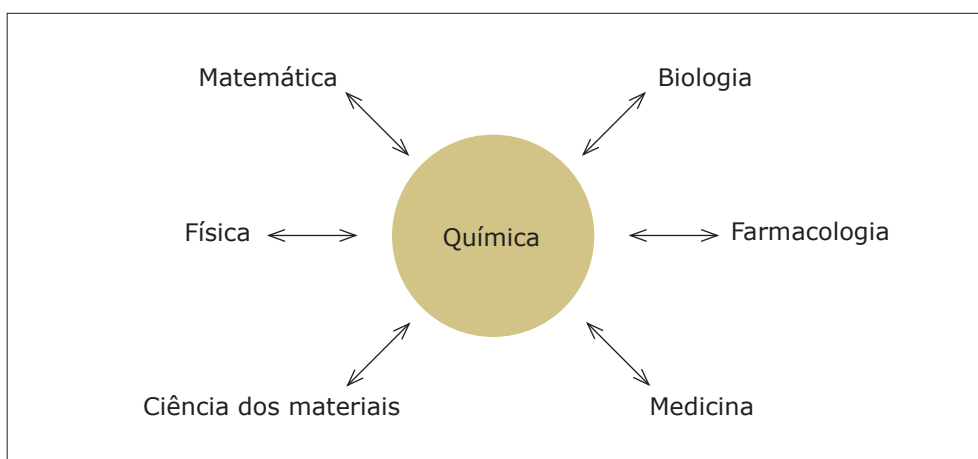 Matemática
Biologia
Física
Química
Farmacologia
Ciência dos materiais
Medicina